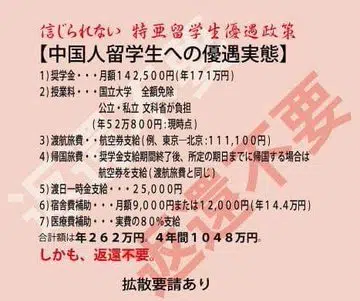 信じられない 特亜留学生優遇政策
【中国人留学生への優遇実態】
1)奨学金・・・月額142,500円(年171万円)
2)授業料・・・国立大学 全額免除
公立・私立 文科省が負担
(年52万800円:現時点)
3)渡航旅費・・航空券支給(例、東京―北京:111,100円)
4)帰国旅費・・奨学金支給期間終了後、所定の期日までに帰国する場合は
航空券を支給(渡航旅費と同じ)
5)渡日一時金支給・・・25,000円
6)宿舎費補助・・・月額9,000円または12,000円(年14.4万円)
7)医療費補助・・・実費の80%支給
合計額は年262万円。4年間1048万円。
しかも、返還不要。
拡散要請あり
返還不要
返還不要